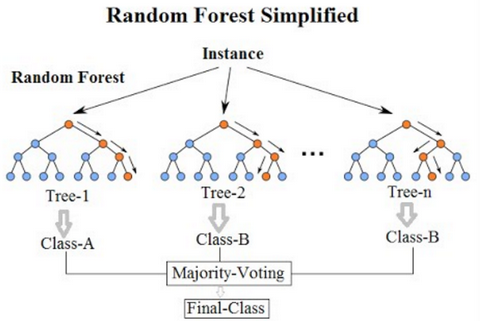 Random Forest Simplified
Instance
Random Forest
...
Tree-1
Tree-2
Tree-n
Class-A
Class-B
Class-B
Majority-Voting
Final-Class